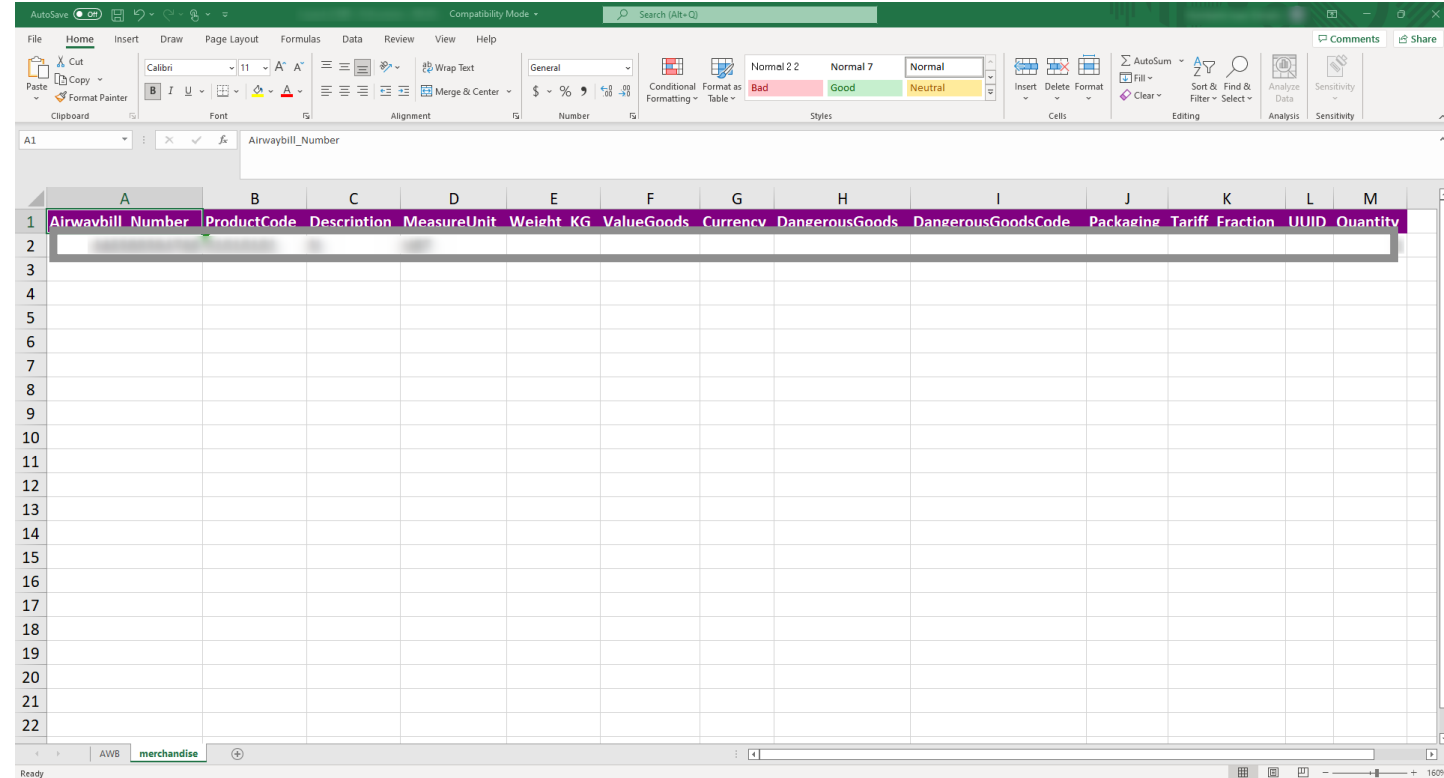 AutoSave Off Compatibility Mode Search (Alt+Q)
File Home Insert Draw Page Layout Formulas Data Review View Help Comments Share
Paste Cut Copy Format Painter
Calibri 11 A A B I U A
Wrap Text Merge & Center
General $ % 9
Conditional Formatting Format as Table
Normal 2 2 Normal 7 Normal
Bad Good Neutral
Insert Delete Format
AutoSum Fill Clear
Sort & Filter Find & Select
Analyze Data Sensitivity
Clipboard Font Alignment Number Styles Cells Editing Analysis Sensitivity
A1 fx Airwaybill_Number
A B C D E F G H I J K L M
1 Airwaybill_Number ProductCode Description MeasureUnit Weight_KG ValueGoods Currency DangerousGoods DangerousGoodsCode Packaging Tariff_Fraction UUID Quantity
2
3
4
5
6
7
8
9
10
11
12
13
14
15
16
17
18
19
20
21
22
AWB merchandise
Ready 160%